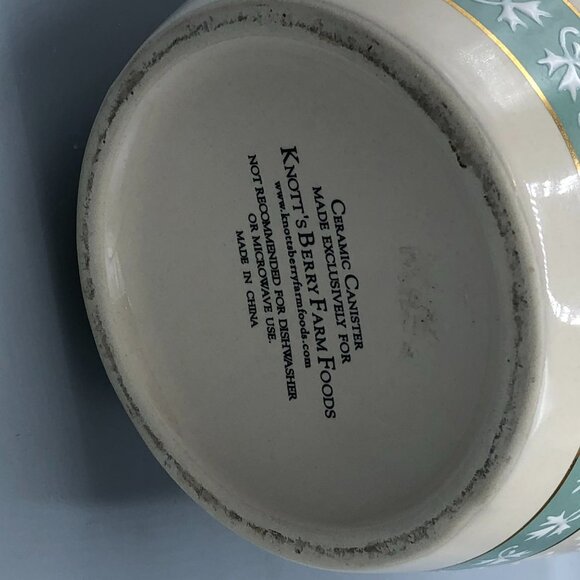 CERAMIC CANISTER
MADE EXCLUSIVELY FOR
KNOTT'S BERRY FARM FOODS
www.knottsberryfarmfoods.com
NOT RECOMMENDED FOR DISHWASHER
OR MICROWAVE USE.
MADE IN CHINA